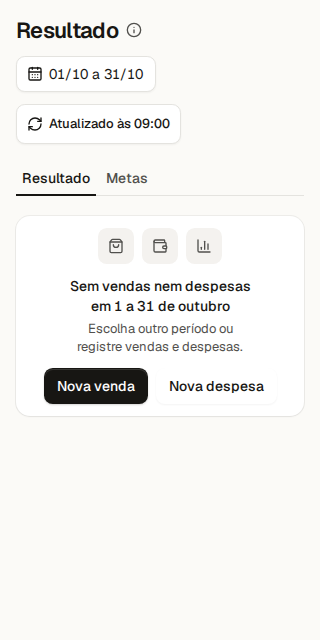 Resultado
01/10 a 31/10
Atualizado às 09:00
Resultado Metas
Sem vendas nem despesas
em 1 a 31 de outubro
Escolha outro período ou
registre vendas e despesas.
Nova venda Nova despesa